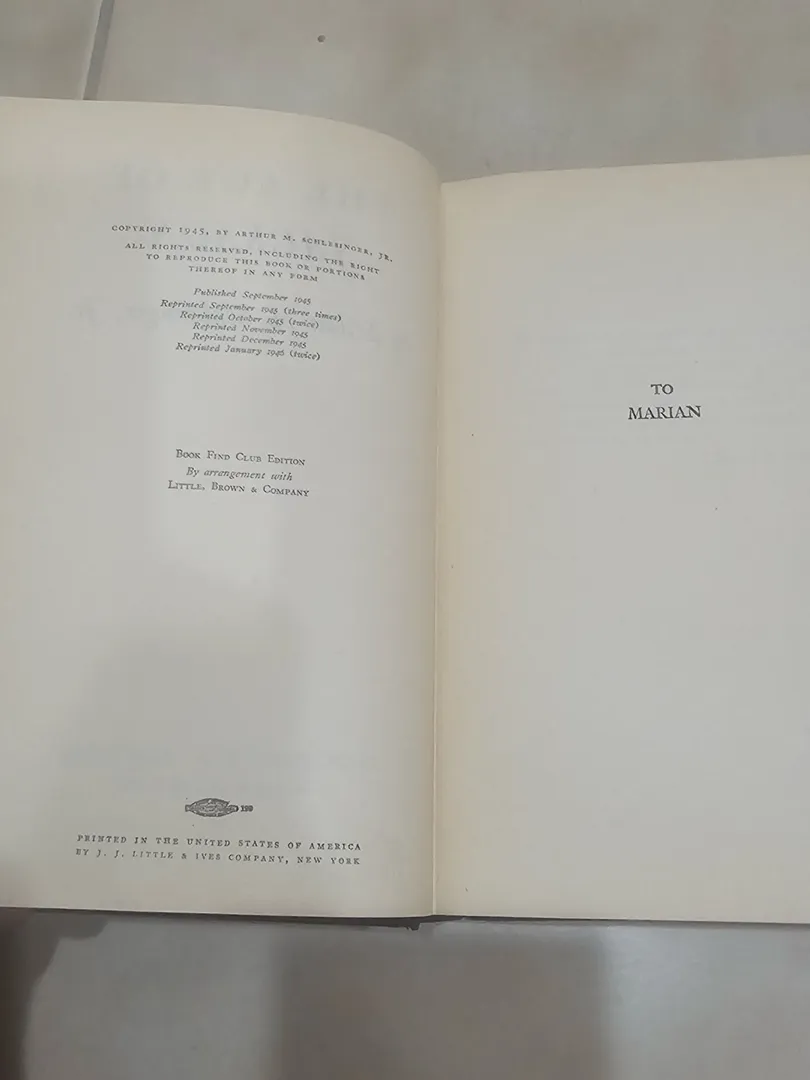 COPYRIGHT 1945, BY ARTHUR M. SCHLESINGER, JR.
ALL RIGHTS RESERVED, INCLUDING THE RIGHT
TO REPRODUCE THIS BOOK OR PORTIONS
THEREOF IN ANY FORM
Published September 1945
Reprinted September 1945 (three times)
Reprinted October 1945 (twice)
Reprinted November 1945
Reprinted December 1945
Reprinted January 1946 (twice)
BOOK FIND CLUB EDITION
By arrangement with
LITTLE, BROWN & COMPANY
PRINTED IN THE UNITED STATES OF AMERICA
BY J. J. LITTLE & IVES COMPANY, NEW YORK
TO
MARIAN